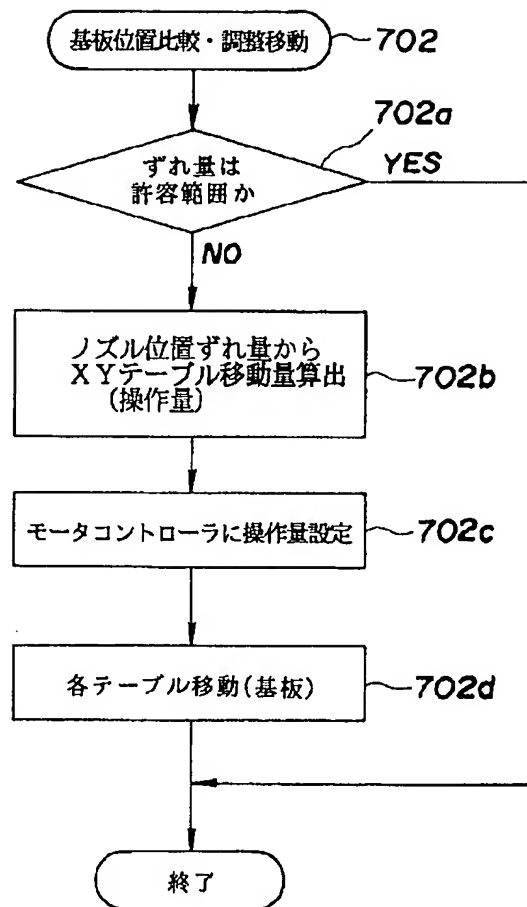 基板位置比較・調整移動
702
702a
ずれ量は
許容範囲か
YES
NO
ノズル位置ずれ量から
XYテーブル移動量算出
(操作量)
702b
モータコントローラに操作量設定
702c
各テーブル移動(基板)
702d
終了